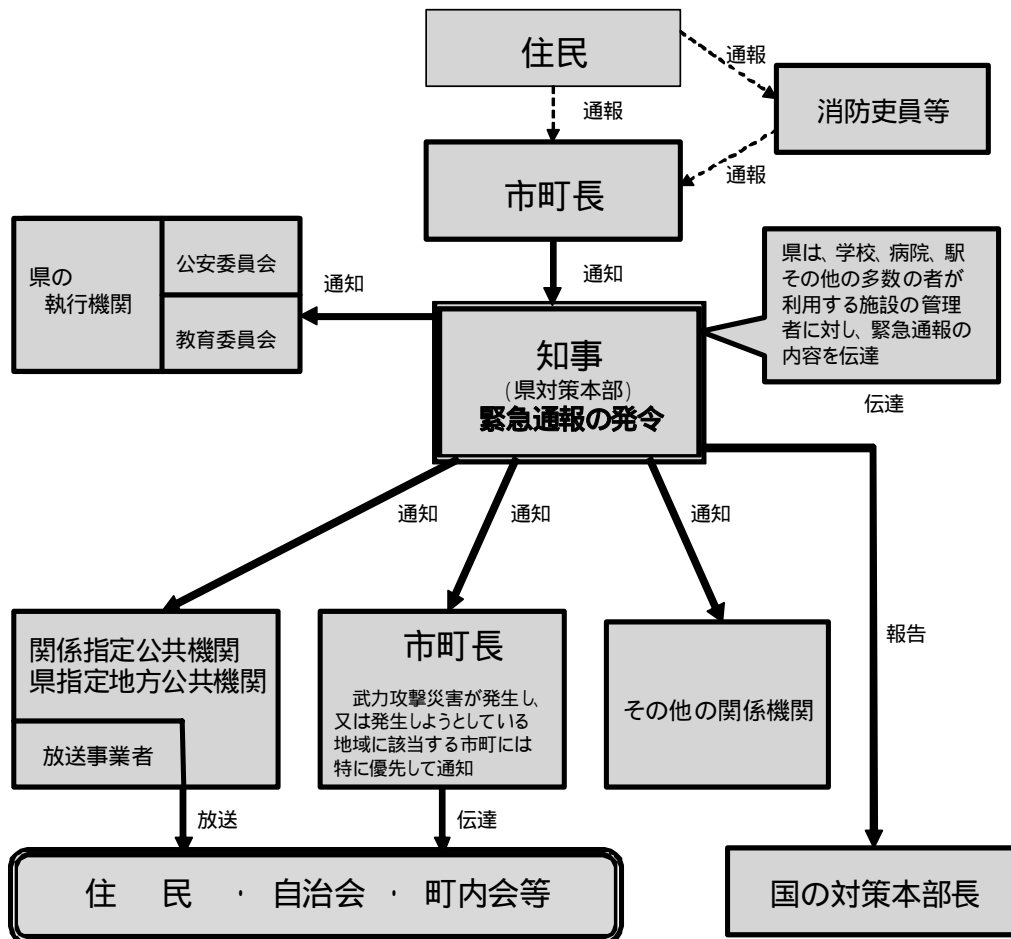 住民
通報
消防吏員等
通報
通報
市町長
県の
執行機関
公安委員会
教育委員会
通知
通知
県は、学校、病院、駅
その他の多数の者が
利用する施設の管理
者に対し、緊急通報の
内容を伝達
伝達
知事
(県対策本部)
緊急通報の発令
通知
通知
通知
報告
関係指定公共機関
県指定地方公共機関
放送事業者
市町長
武力攻撃災害が発生し、
又は発生しようとしている
地域に該当する市町には
特に優先して通知
その他の関係機関
放送
伝達
住　民　・　自治会　・　町内会等
国の対策本部長